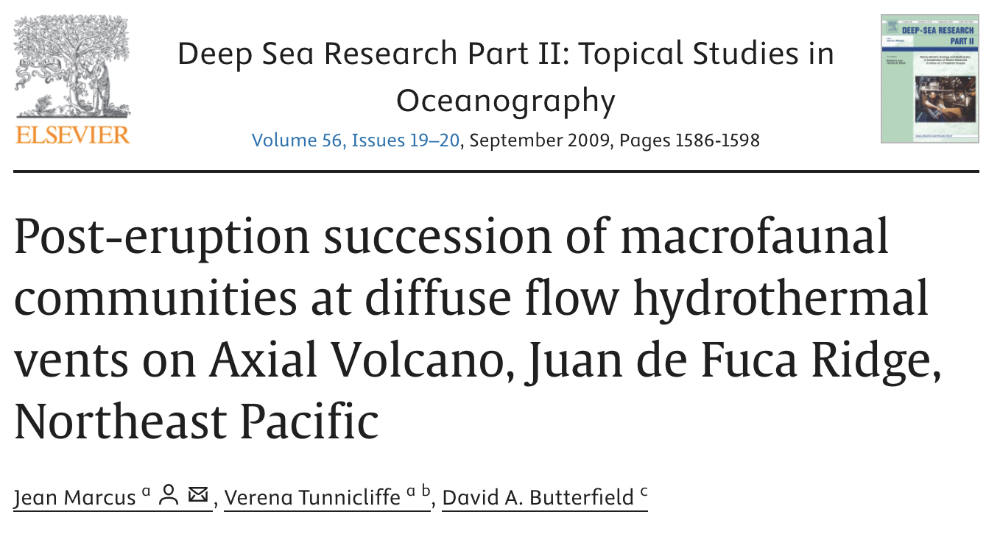 ELSEVIER
Deep Sea Research Part II: Topical Studies in
Oceanography
Volume 56, Issues 19–20, September 2009, Pages 1586-1598
DEEP-SEA RESEARCH
PART II
Post-eruption succession of macrofaunal
communities at diffuse flow hydrothermal
vents on Axial Volcano, Juan de Fuca Ridge,
Northeast Pacific
Jean Marcus a, Verena Tunnicliffe a b, David A. Butterfield c